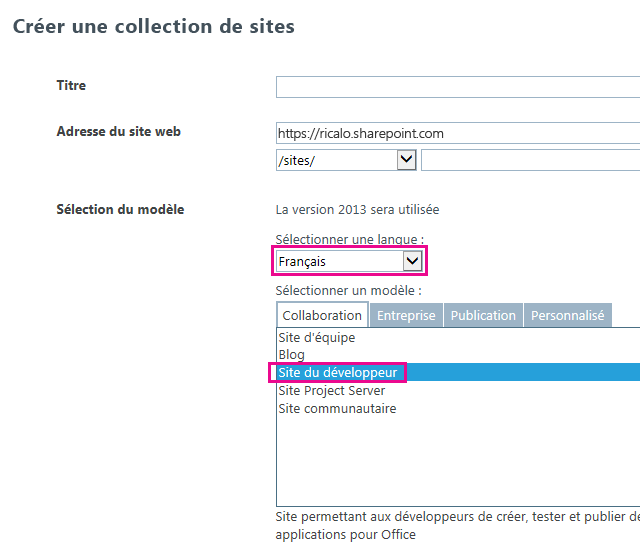 Créer une collection de sites
Titre
Adresse du site web
https://ricalo.sharepoint.com
/sites/
Sélection du modèle
La version 2013 sera utilisée
Sélectionner une langue :
Français
Sélectionner un modèle :
Collaboration Entreprise Publication Personnalisé
Site d'équipe
Blog
Site du développeur
Site Project Server
Site communautaire
Site permettant aux développeurs de créer, tester et publier de
applications pour Office